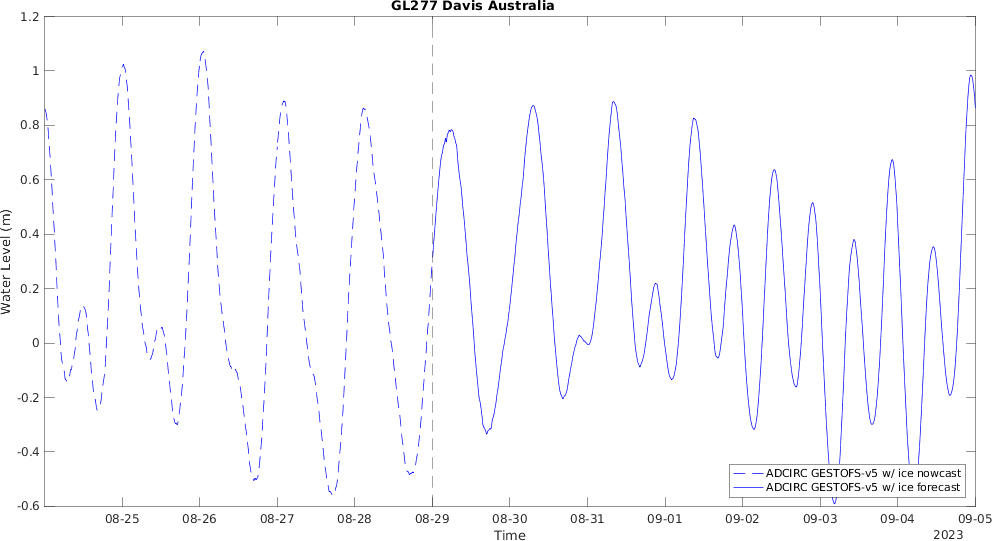 GL277 Davis Australia
Water Level (m)
1.2
1
0.8
0.6
0.4
0.2
0
-0.2
-0.4
-0.6
ADCIRC GESTOFS-v5 w/ ice nowcast
ADCIRC GESTOFS-v5 w/ ice forecast
08-25 08-26 08-27 08-28 08-29 08-30 08-31 09-01 09-02 09-03 09-04 09-05
Time
2023